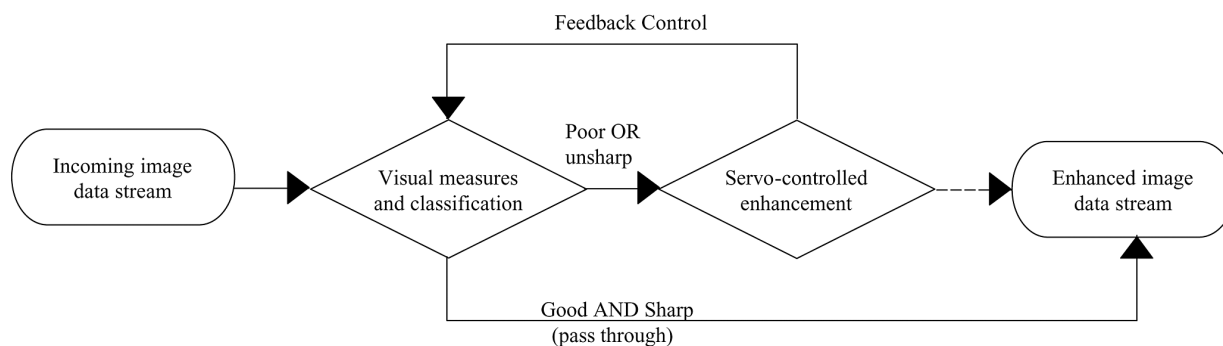 Feedback Control
Incoming image
data stream
Visual measures
and classification
Poor OR
unsharp
Servo-controlled
enhancement
Enhanced image
data stream
Good AND Sharp
(pass through)